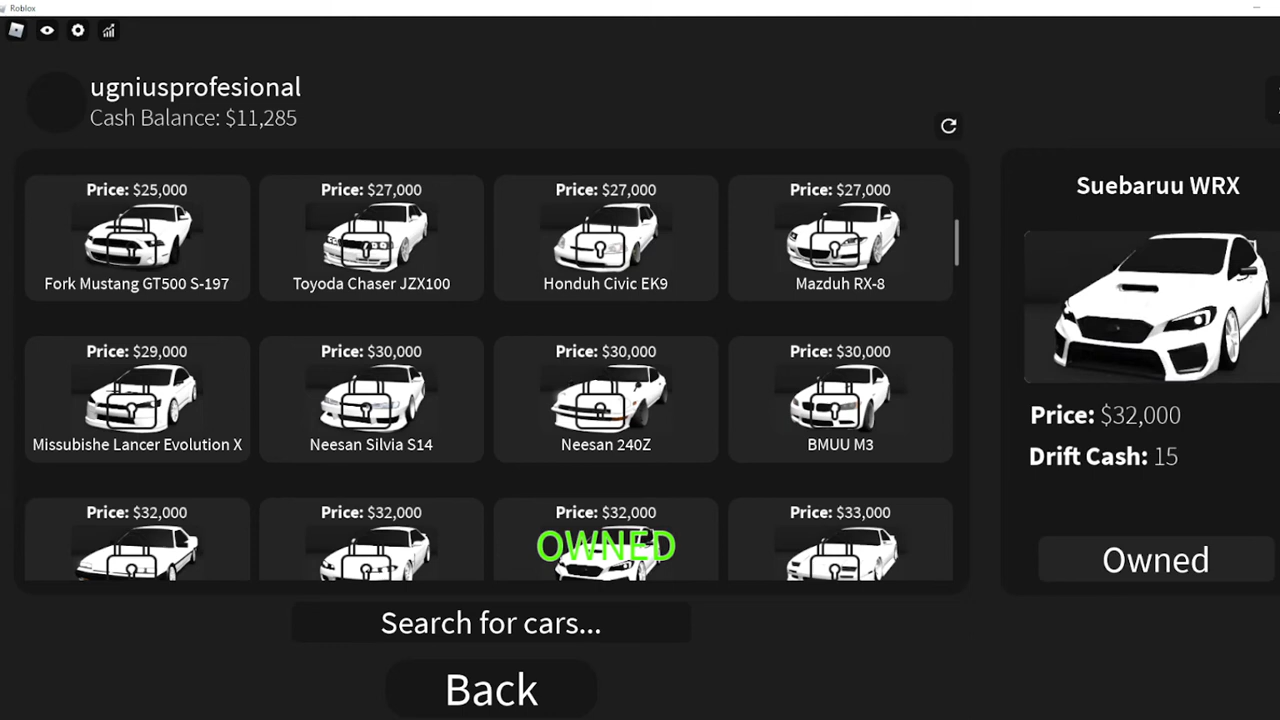 Roblox
ugniusprofesional
Cash Balance: $11,285
Price: $25,000
Fork Mustang GT500 S-197
Price: $27,000
Toyoda Chaser JZX100
Price: $27,000
Honduh Civic EK9
Price: $27,000
Mazduh RX-8
Price: $29,000
Missubishe Lancer Evolution X
Price: $30,000
Neesan Silvia S14
Price: $30,000
Neesan 240Z
Price: $30,000
BMUU M3
Price: $32,000
Price: $32,000
Price: $32,000
OWNED
Price: $33,000
Suebaruu WRX
Price: $32,000
Drift Cash: 15
Owned
Search for cars...
Back